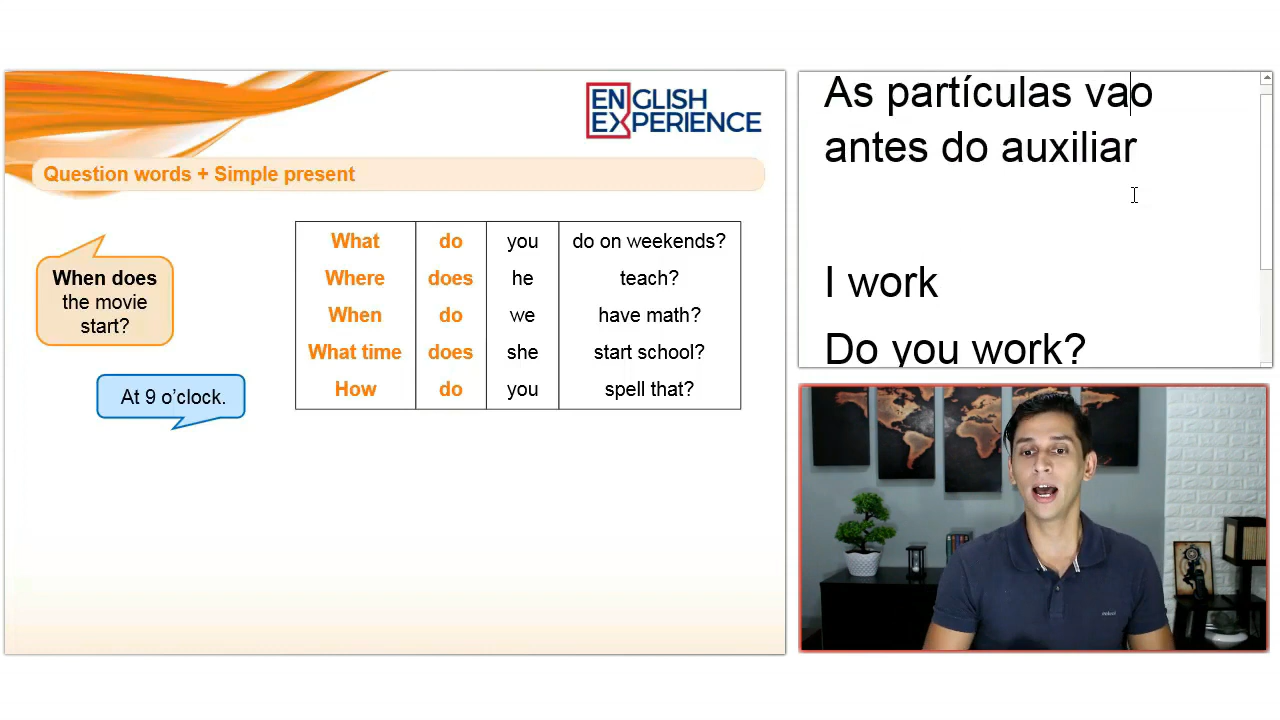 ENGLISH
EXPERIENCE
Question words + Simple present
When does
the movie
start?
At 9 o'clock.
What do you do on weekends?
Where does he teach?
When do we have math?
What time does she start school?
How do you spell that?
As partículas vao
antes do auxiliar
I work
Do you work?